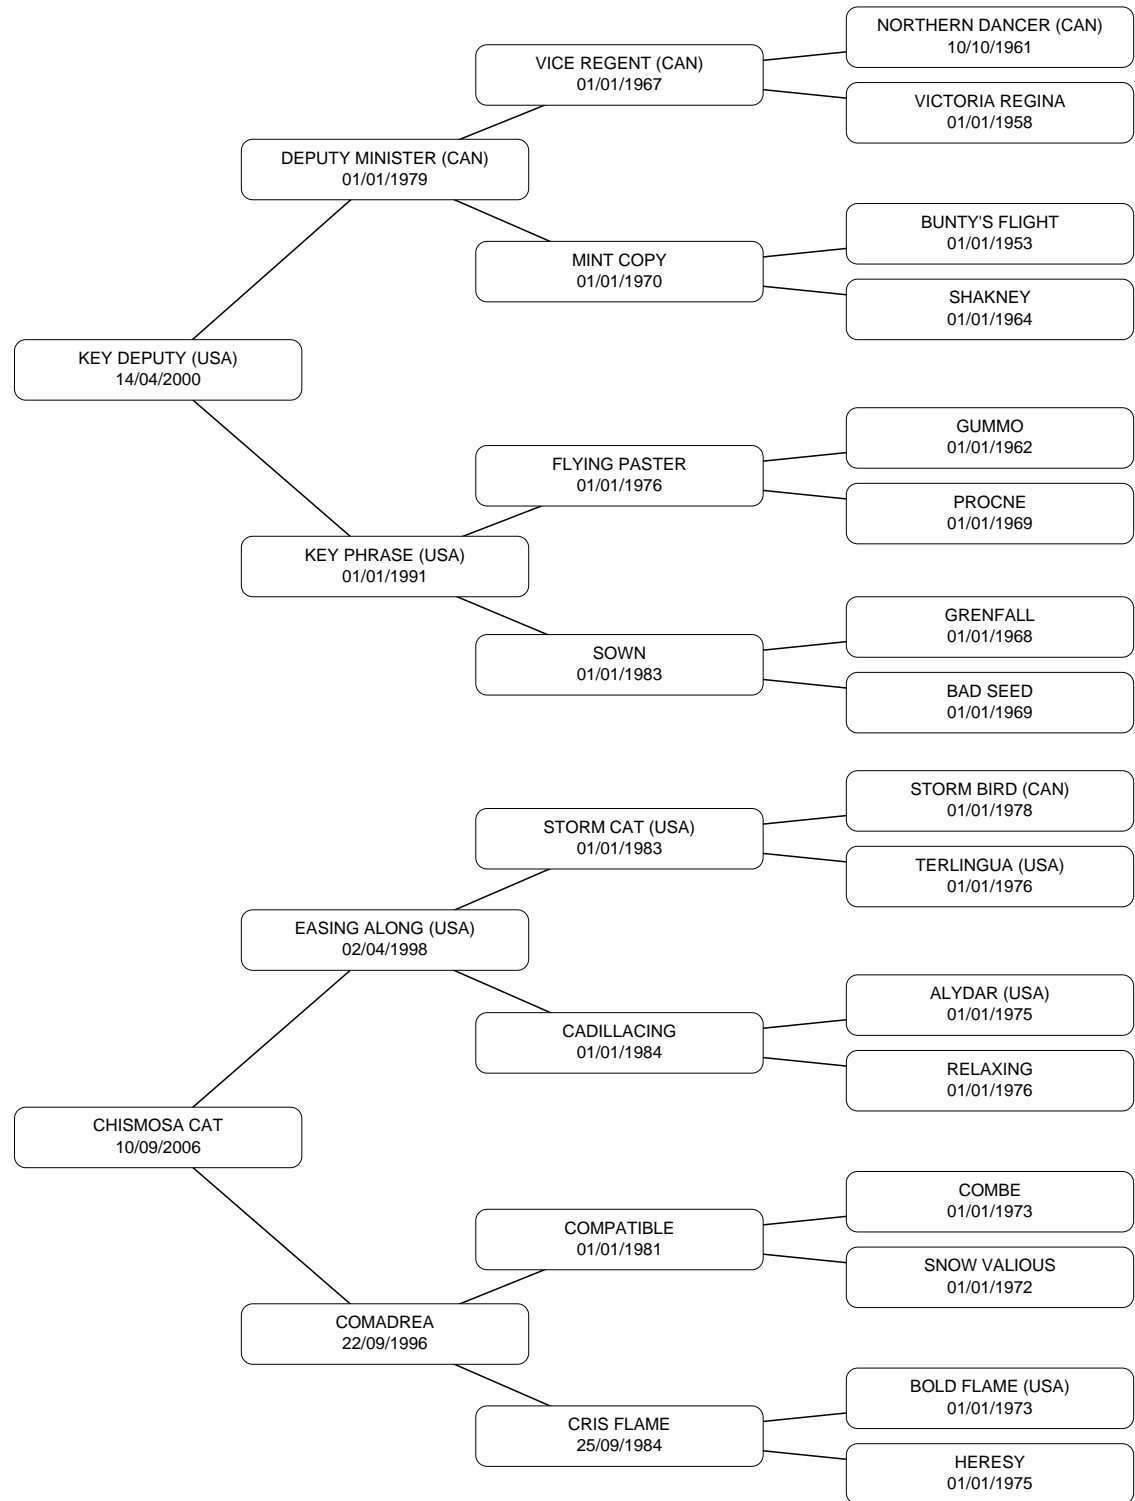 NORTHERN DANCER (CAN)
10/10/1961
VICE REGENT (CAN)
01/01/1967
VICTORIA REGINA
01/01/1958
DEPUTY MINISTER (CAN)
01/01/1979
BUNTY'S FLIGHT
01/01/1953
MINT COPY
01/01/1970
SHAKNEY
01/01/1964
KEY DEPUTY (USA)
14/04/2000
GUMMO
01/01/1962
FLYING PASTER
01/01/1976
PROCNE
01/01/1969
KEY PHRASE (USA)
01/01/1991
GRENFALL
01/01/1968
SOWN
01/01/1983
BAD SEED
01/01/1969
STORM BIRD (CAN)
01/01/1978
STORM CAT (USA)
01/01/1983
TERLINGUA (USA)
01/01/1976
EASING ALONG (USA)
02/04/1998
ALYDAR (USA)
01/01/1975
CADILLACING
01/01/1984
RELAXING
01/01/1976
CHISMOSA CAT
10/09/2006
COMBE
01/01/1973
COMPATIBLE
01/01/1981
SNOW VALIOUS
01/01/1972
COMADREA
22/09/1996
BOLD FLAME (USA)
01/01/1973
CRIS FLAME
25/09/1984
HERESY
01/01/1975